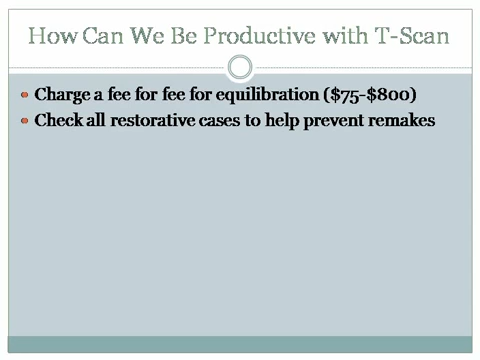 How Can We Be Productive with T-Scan
Charge a fee for fee for equilibration ($75-$800)
Check all restorative cases to help prevent remakes